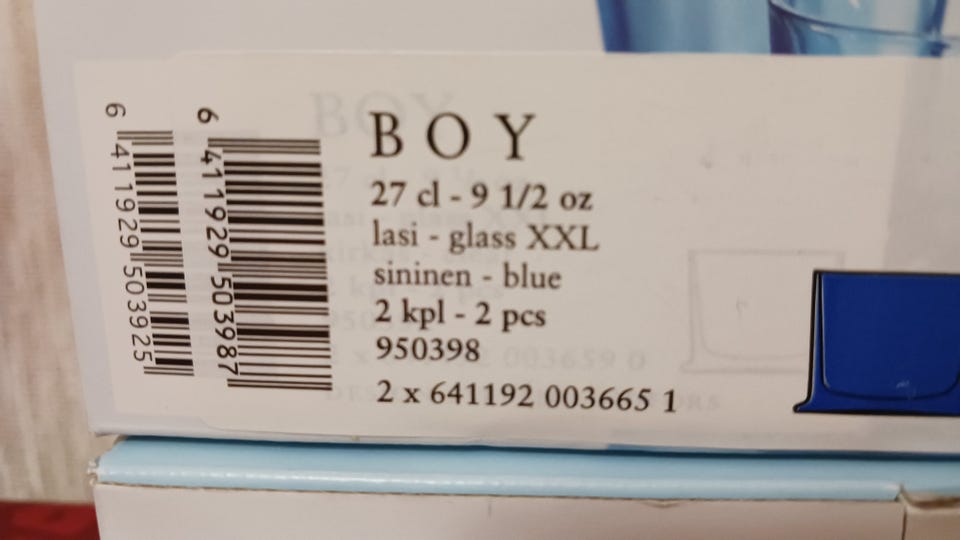 BOY
27 cl - 9 1/2 oz
lasi - glass XXL
sininen - blue
2 kpl - 2 pcs
950398
2 x 641192 003665 1
6 411929 503925
6 411929 503987